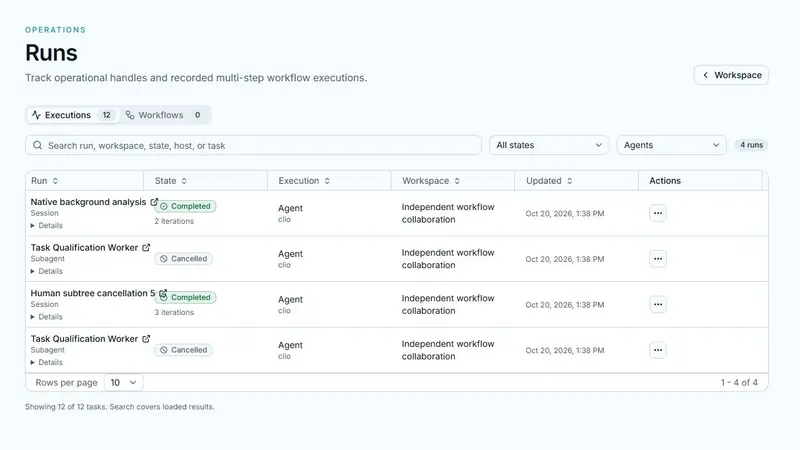 OPERATIONS
Runs
Track operational handles and recorded multi-step workflow executions.
Workspace
Executions 12 Workflows 0
Search run, workspace, state, host, or task
All states
Agents
4 runs
Run State Execution Workspace Updated Actions
Native background analysis
Session
Details
Completed
2 iterations
Agent
clio
Independent workflow
collaboration
Oct 20, 2026, 1:38 PM
Task Qualification Worker
Subagent
Details
Cancelled
Agent
clio
Independent workflow
collaboration
Oct 20, 2026, 1:38 PM
Human subtree cancellation 5
Session
Details
Completed
3 iterations
Agent
clio
Independent workflow
collaboration
Oct 20, 2026, 1:38 PM
Task Qualification Worker
Subagent
Details
Cancelled
Agent
clio
Independent workflow
collaboration
Oct 20, 2026, 1:38 PM
Rows per page 10
1 - 4 of 4
Showing 12 of 12 tasks. Search covers loaded results.